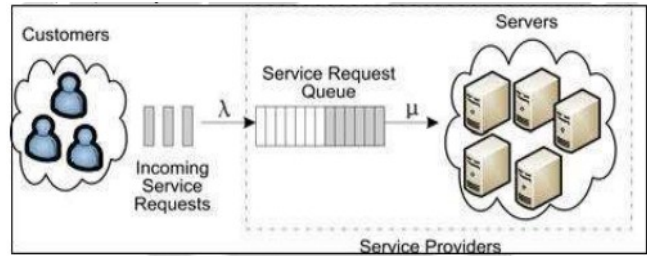 Customers
Servers
Service Request
Queue
λ
μ
Incoming
Service
Requests
Service Providers